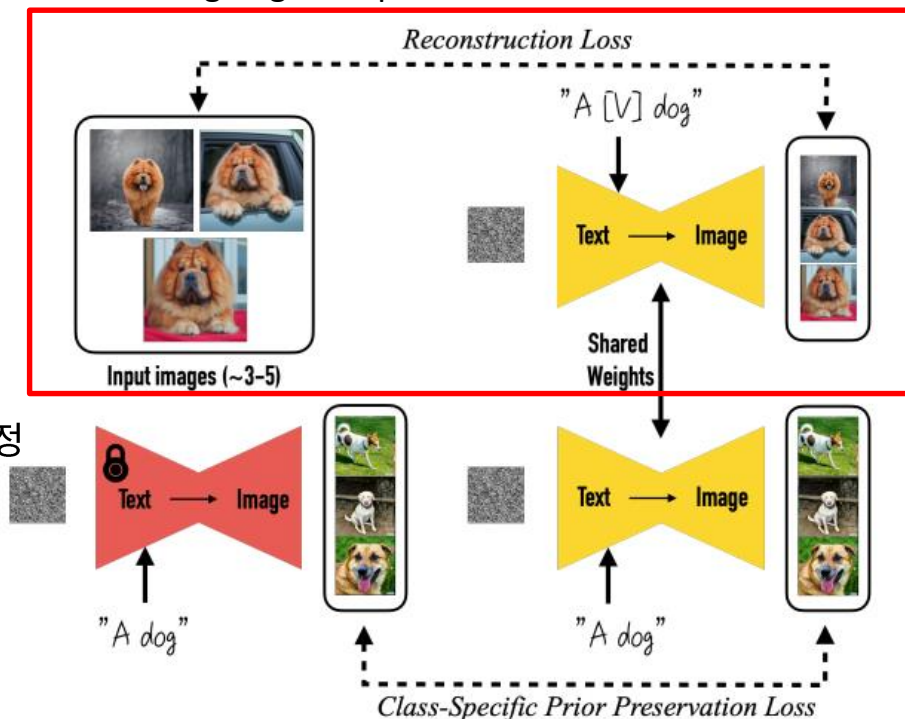 Reconstruction Loss
"A [V] dog"
Text → Image
Shared
Weights
Input images (~3-5)
정
Text → Image
Text → Image
"A dog"
"A dog"
Class-Specific Prior Preservation Loss